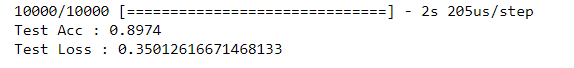 10000/10000 [==============================] - 2s 205us/step
Test Acc : 0.8974
Test Loss : 0.35012616671468133